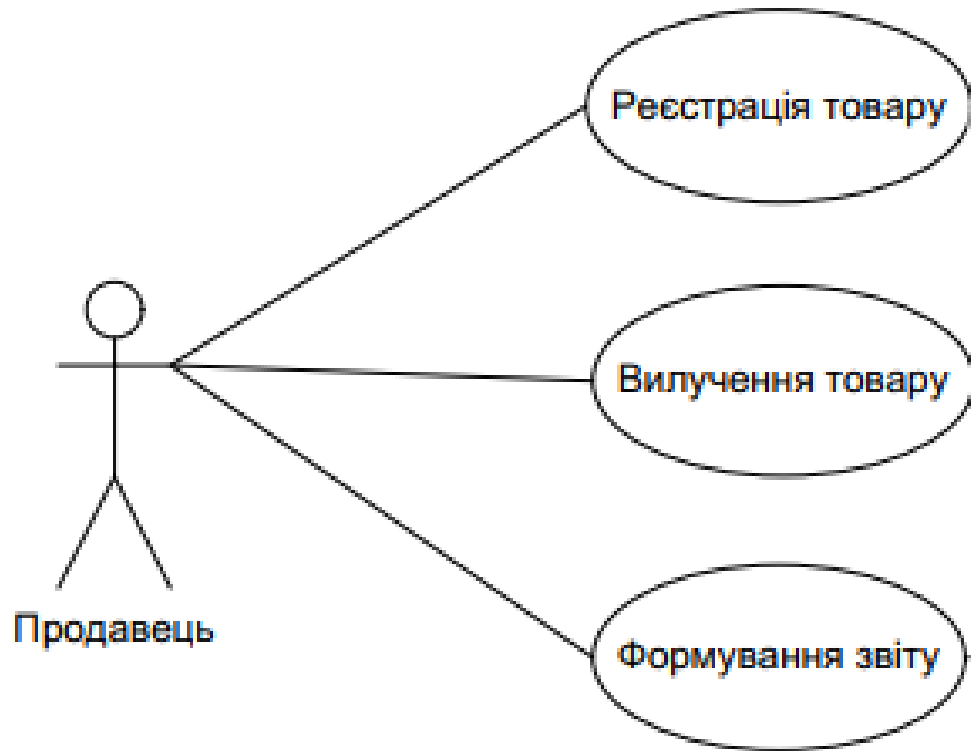 Реєстрація товару
Вилучення товару
Продавець
Формування звіту